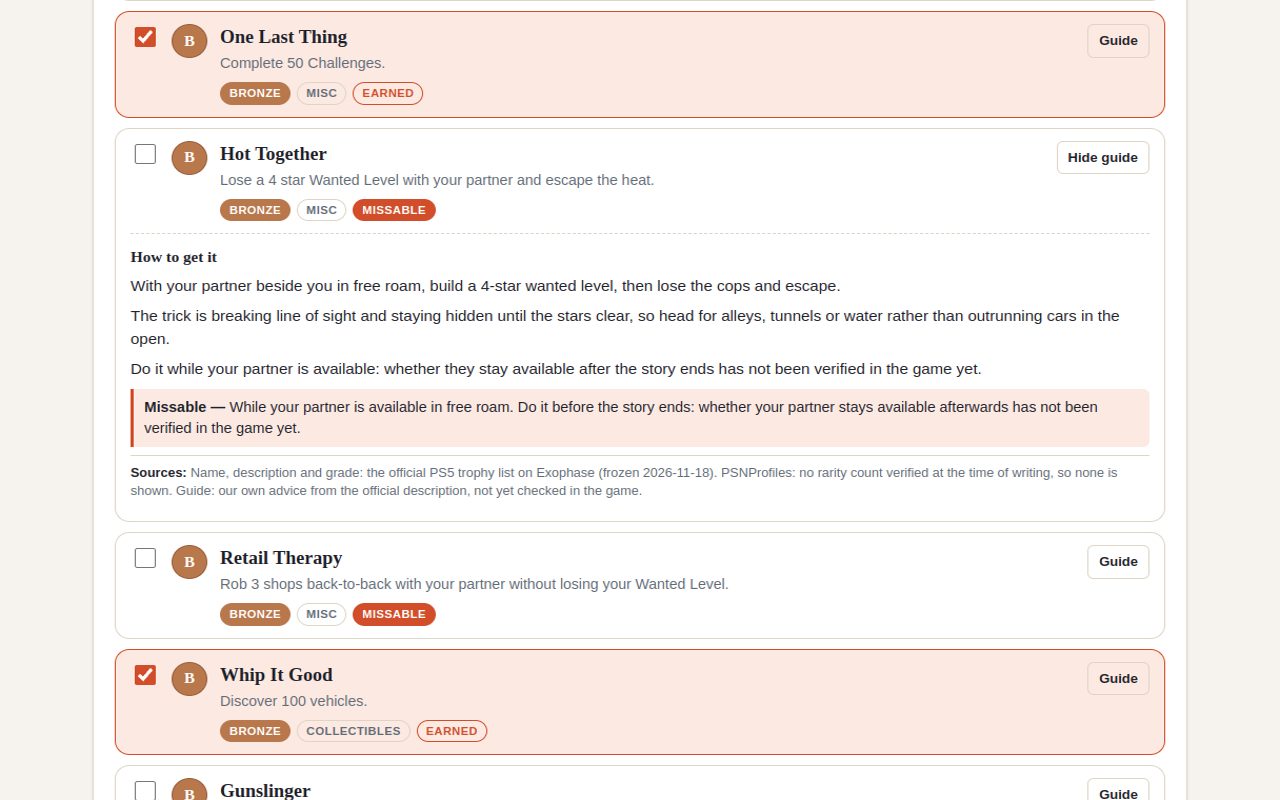 B
One Last Thing
Guide
Complete 50 Challenges.
BRONZE MISC EARNED
B
Hot Together
Hide guide
Lose a 4 star Wanted Level with your partner and escape the heat.
BRONZE MISC MISSABLE
How to get it
With your partner beside you in free roam, build a 4-star wanted level, then lose the cops and escape.
The trick is breaking line of sight and staying hidden until the stars clear, so head for alleys, tunnels or water rather than outrunning cars in the
open.
Do it while your partner is available: whether they stay available after the story ends has not been verified in the game yet.
Missable — While your partner is available in free roam. Do it before the story ends: whether your partner stays available afterwards has not been
verified in the game yet.
Sources: Name, description and grade: the official PS5 trophy list on Exophase (frozen 2026-11-18). PSNProfiles: no rarity count verified at the time of writing, so none is
shown. Guide: our own advice from the official description, not yet checked in the game.
B
Retail Therapy
Guide
Rob 3 shops back-to-back with your partner without losing your Wanted Level.
BRONZE MISC MISSABLE
B
Whip It Good
Guide
Discover 100 vehicles.
BRONZE COLLECTIBLES EARNED
B
Gunslinger
Guide